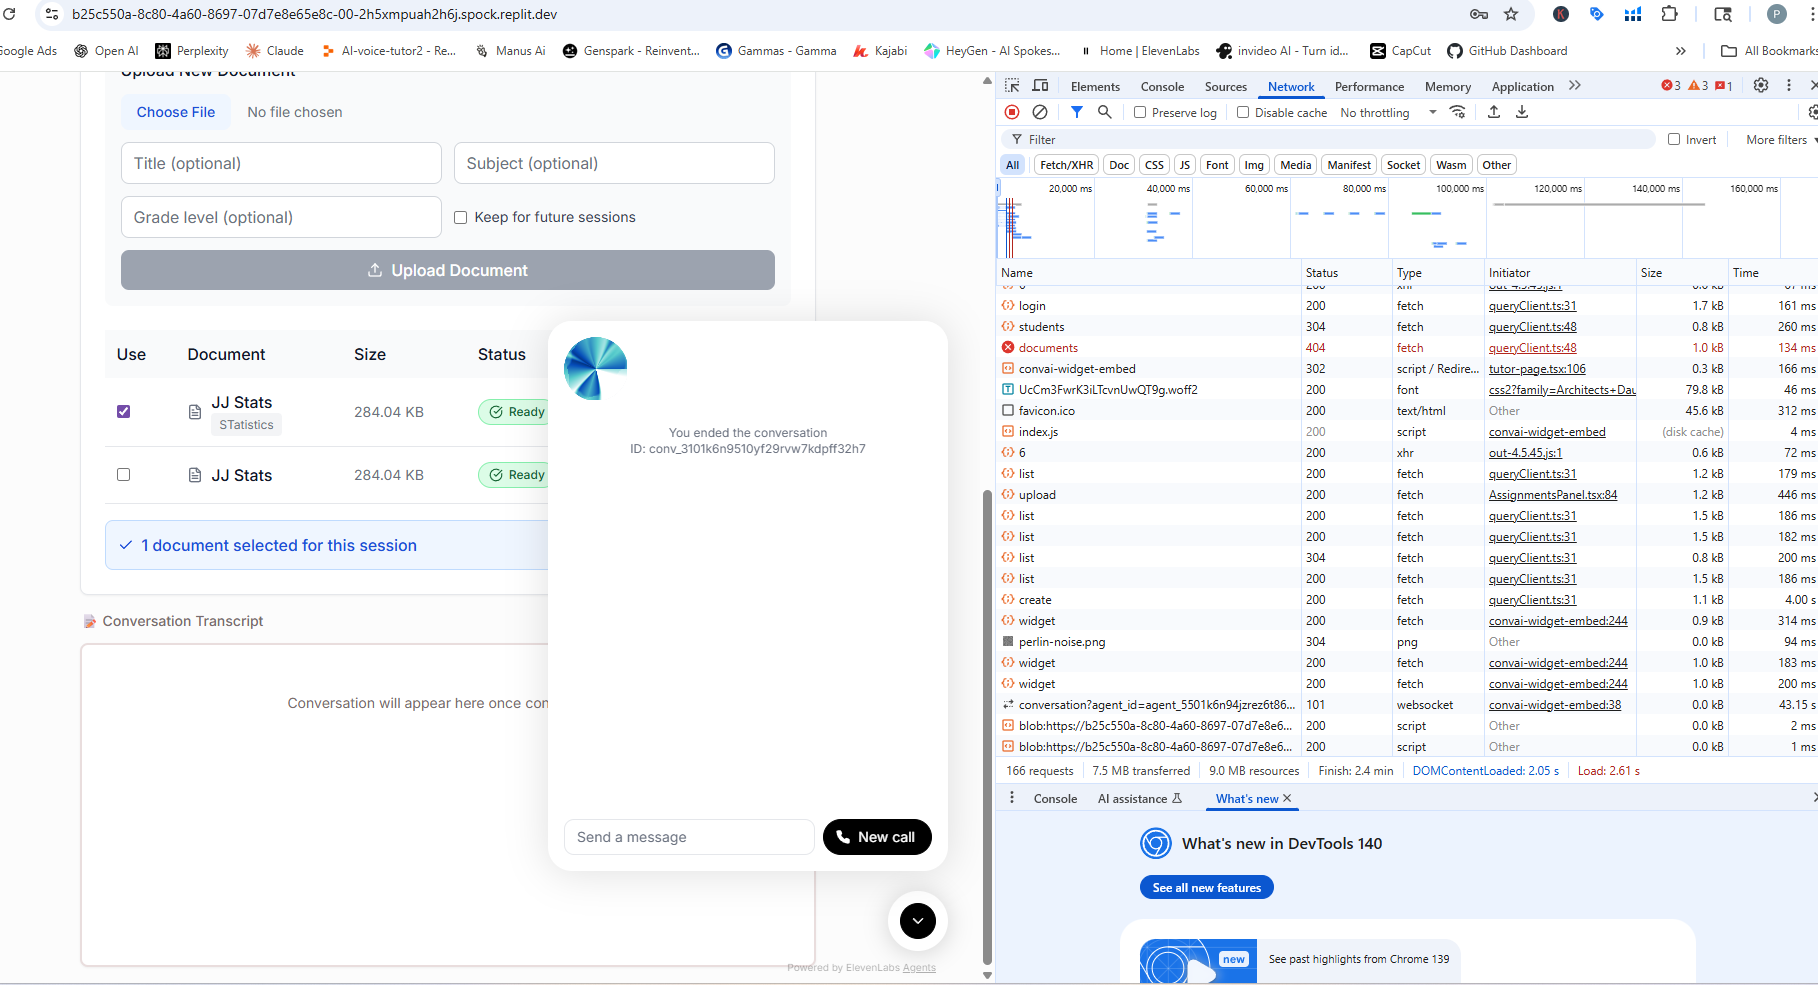 b25c550a-8c80-4a60-8697-07d7e8e65e8c-00-2h5xmpuah2h6j.spock.replit.dev
Google Ads Open AI Perplexity Claude AI-voice-tutor2 - Re... Manus Ai Genspark - Reinvent... Gammas - Gamma Kajabi HeyGen - AI Spokes... Home | ElevenLabs invideo AI - Turn id... CapCut GitHub Dashboard » All Bookmarks
Upload New Document
Choose File No file chosen
Title (optional) Subject (optional)
Grade level (optional) Keep for future sessions
Upload Document
Use Document Size Status
JJ Stats 284.04 KB Ready
STatistics
JJ Stats 284.04 KB Ready
1 document selected for this session
Conversation Transcript
Conversation will appear here once con
You ended the conversation
ID: conv_3101k6n9510yf29rvw7kdpff32h7
Send a message New call
Powered by ElevenLabs Agents
Elements Console Sources Network Performance Memory Application » 3 3 1
Preserve log Disable cache No throttling
Filter Invert More filters
All Fetch/XHR Doc CSS JS Font Img Media Manifest Socket Wasm Other
20,000 ms 40,000 ms 60,000 ms 80,000 ms 100,000 ms 120,000 ms 140,000 ms 160,000 ms
Name Status Type Initiator Size Time
6 200 xhr out-4.5.45.js:1 0.6 kB 67 ms
login 200 fetch queryClient.ts:31 1.7 kB 161 ms
students 304 fetch queryClient.ts:48 0.8 kB 260 ms
documents 404 fetch queryClient.ts:48 1.0 kB 134 ms
convai-widget-embed 302 script / Redire... tutor-page.tsx:106 0.3 kB 166 ms
UcCm3FwrK3iLTcvnUwQT9g.woff2 200 font css2?family=Architects+Dau 79.8 kB 46 ms
favicon.ico 200 text/html Other 45.6 kB 312 ms
index.js 200 script convai-widget-embed (disk cache) 4 ms
6 200 xhr out-4.5.45.js:1 0.6 kB 72 ms
list 200 fetch queryClient.ts:31 1.2 kB 179 ms
upload 200 fetch AssignmentsPanel.tsx:84 1.2 kB 446 ms
list 200 fetch queryClient.ts:31 1.5 kB 186 ms
list 200 fetch queryClient.ts:31 1.5 kB 182 ms
list 304 fetch queryClient.ts:31 0.8 kB 200 ms
list 200 fetch queryClient.ts:31 1.5 kB 186 ms
create 200 fetch queryClient.ts:31 1.1 kB 4.00 s
widget 200 fetch convai-widget-embed:244 0.9 kB 314 ms
perlin-noise.png 304 png Other 0.0 kB 94 ms
widget 200 fetch convai-widget-embed:244 1.0 kB 183 ms
widget 200 fetch convai-widget-embed:244 1.0 kB 200 ms
conversation?agent_id=agent_5501k6n94jzrez6t86... 101 websocket convai-widget-embed:38 0.0 kB 43.15 s
blob:https://b25c550a-8c80-4a60-8697-07d7e8e6... 200 script Other 0.0 kB 2 ms
blob:https://b25c550a-8c80-4a60-8697-07d7e8e6... 200 script Other 0.0 kB 1 ms
166 requests 7.5 MB transferred 9.0 MB resources Finish: 2.4 min DOMContentLoaded: 2.05 s Load: 2.61 s
Console AI assistance What's new
What's new in DevTools 140
See all new features
new See past highlights from Chrome 139